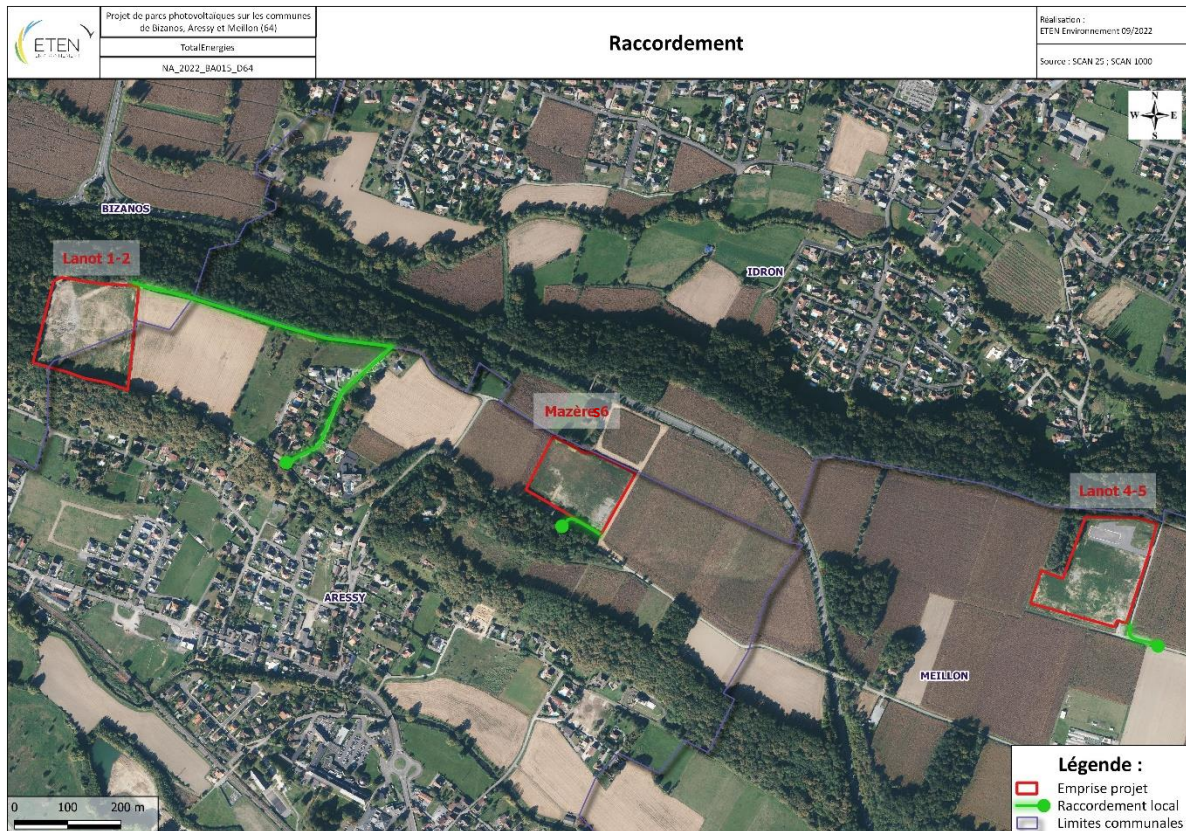 ETEN
Projet de parcs photovoltaïques sur les communes
de Bizanos, Aressy et Meillon (64)
TotalEnergies
NA_2022_BA015_D64
Raccordement
Réalisation :
ETEN Environnement 09/2022
Source : SCAN 25 ; SCAN 1000
N
W E
S
BIZANOS
Lanot 1-2
IDRON
Mazères6
Lanot 4-5
ARESSY
MEILLON
Légende :
Emprise projet
Raccordement local
Limites communales
0 100 200 m